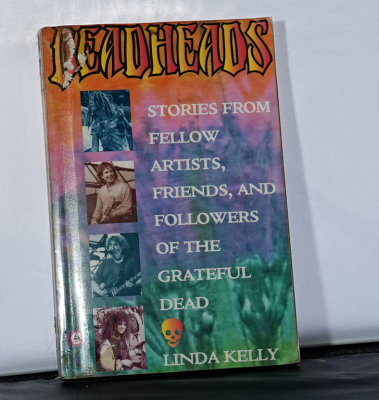 DEADHEADS
STORIES FROM
FELLOW
ARTISTS,
FRIENDS, AND
FOLLOWERS
OF THE
GRATEFUL
DEAD
LINDA KELLY